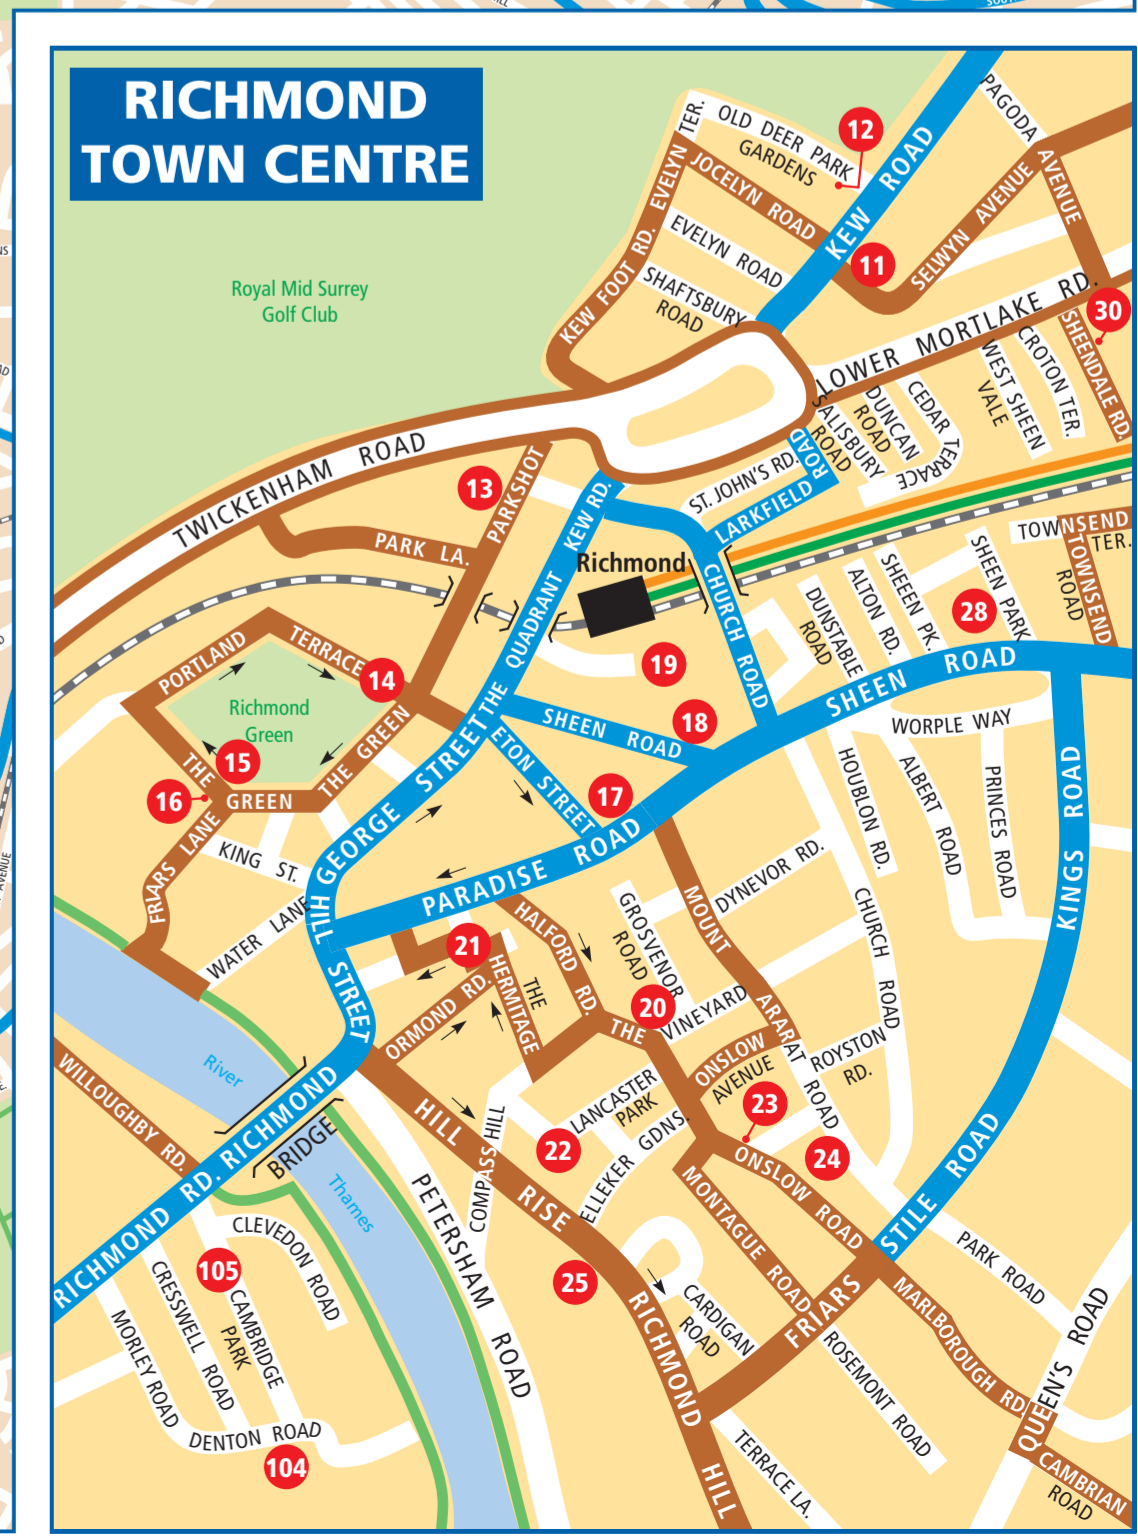 RICHMOND
TOWN CENTRE
Royal Mid Surrey
Golf Club
TER.
OLD DEER PARK
GARDENS
12
PAGODA
AVENUE
KEW ROAD
EVELYN
JOCELYN ROAD
EVELYN ROAD
11
SELWYN AVENUE
KEW FOOT RD.
SHAFTSBURY
ROAD
LOWER MORTLAKE RD.
30
SHEENDALE RD.
CROTON TER.
WEST SHEEN
VALE
CEDAR TERRACE
DUNCAN
ROAD
SALISBURY
ROAD
TWICKENHAM ROAD
13
PARKSHOT
KEW RD.
ST. JOHN'S RD.
LARKFIELD
ROAD
PARK LA.
Richmond
CHURCH ROAD
TOWNSEND
TER.
TOWNSEND
ROAD
SHEEN PARK
SHEEN PK.
ALTON RD.
DUNSTABLE
ROAD
28
THE QUADRANT
PORTLAND
TERRACE
14
19
Richmond
Green
15
16
THE
GREEN
THE GREEN
18
SHEEN ROAD
SHEEN ROAD
WORPLE WAY
ETON STREET
17
GEORGE STREET
HOUBLON RD.
ALBERT ROAD
PRINCES ROAD
KINGS ROAD
FRIARS LANE
KING ST.
WATER LANE
PARADISE ROAD
HILL
STREET
DYNEVOR RD.
MOUNT
ARARAT
ROAD
GROSVENOR
ROAD
HALFORD RD.
21
THE
HERMITAGE
ORMOND RD.
20
THE
VINEYARD
CHURCH ROAD
ROYSTON
RD.
ONSLOW
AVENUE
River
Thames
WILLOUGHBY RD.
RICHMOND
BRIDGE
RICHMOND RD.
LANCASTER
PARK
23
22
24
HILL
RISE
COMPASS HILL
ELLEKER GDNS.
ONSLOW ROAD
MONTAGUE ROAD
STILE ROAD
FRIARS
PARK ROAD
PETERSHAM ROAD
CLEVEDON ROAD
105
CAMBRIDGE
PARK
CRESSWELL ROAD
MORLEY ROAD
25
RICHMOND
HILL
CARDIGAN
ROAD
MARLBOROUGH RD.
ROSEMONT ROAD
QUEEN'S ROAD
DENTON ROAD
104
TERRACE LA.
CAMBRIAN
ROAD